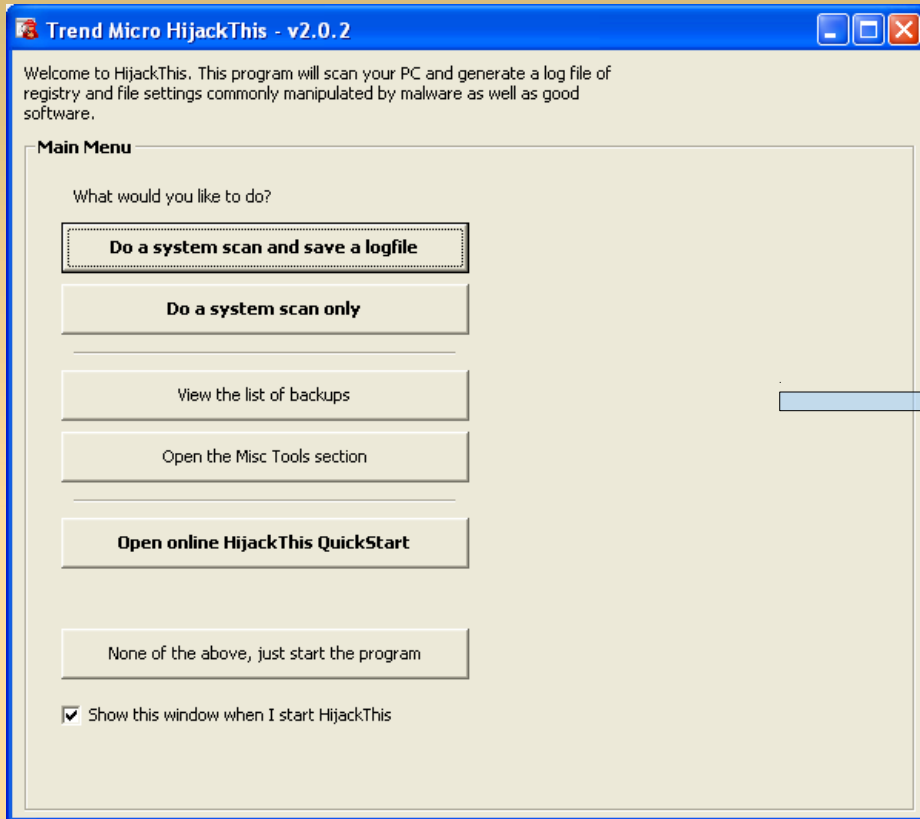 Trend Micro HijackThis - v2.0.2
Welcome to HijackThis. This program will scan your PC and generate a log file of
registry and file settings commonly manipulated by malware as well as good
software.
Main Menu
What would you like to do?
Do a system scan and save a logfile
Do a system scan only
View the list of backups
Open the Misc Tools section
Open online HijackThis QuickStart
None of the above, just start the program
Show this window when I start HijackThis